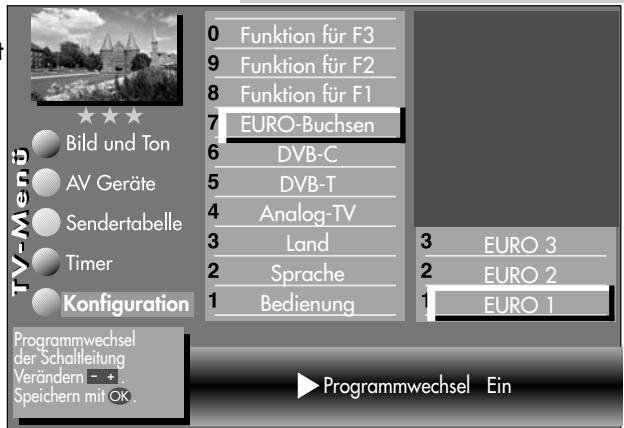 t
TV-Menü
Bild und Ton
AV Geräte
Sendertabelle
Timer
Konfiguration
0 Funktion für F3
9 Funktion für F2
8 Funktion für F1
7 EURO-Buchsen
6 DVB-C
5 DVB-T
4 Analog-TV
3 Land
2 Sprache
1 Bedienung
3 EURO 3
2 EURO 2
1 EURO 1
Programmwechsel
der Schaltleitung
Verändern - + .
Speichern mit OK .
Programmwechsel Ein